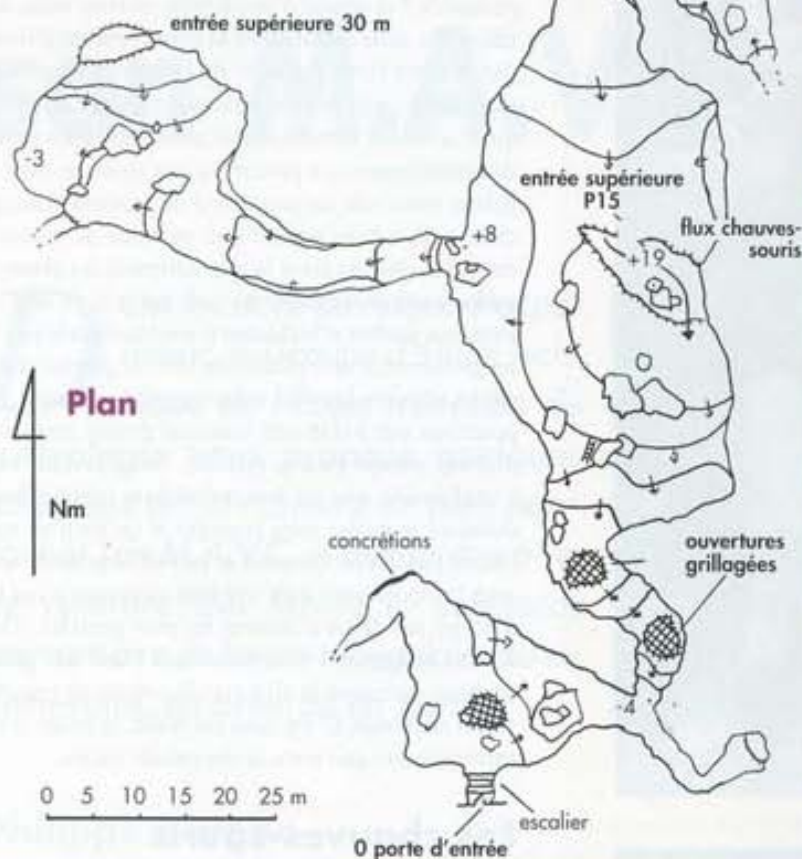 entrée supérieure 30 m
-3
+8
entrée supérieure
P15
flux chauves-
souris
+19
Plan
Nm
concrétions
ouvertures
grillagées
-4
0 5 10 15 20 25 m
escalier
0 porte d'entrée